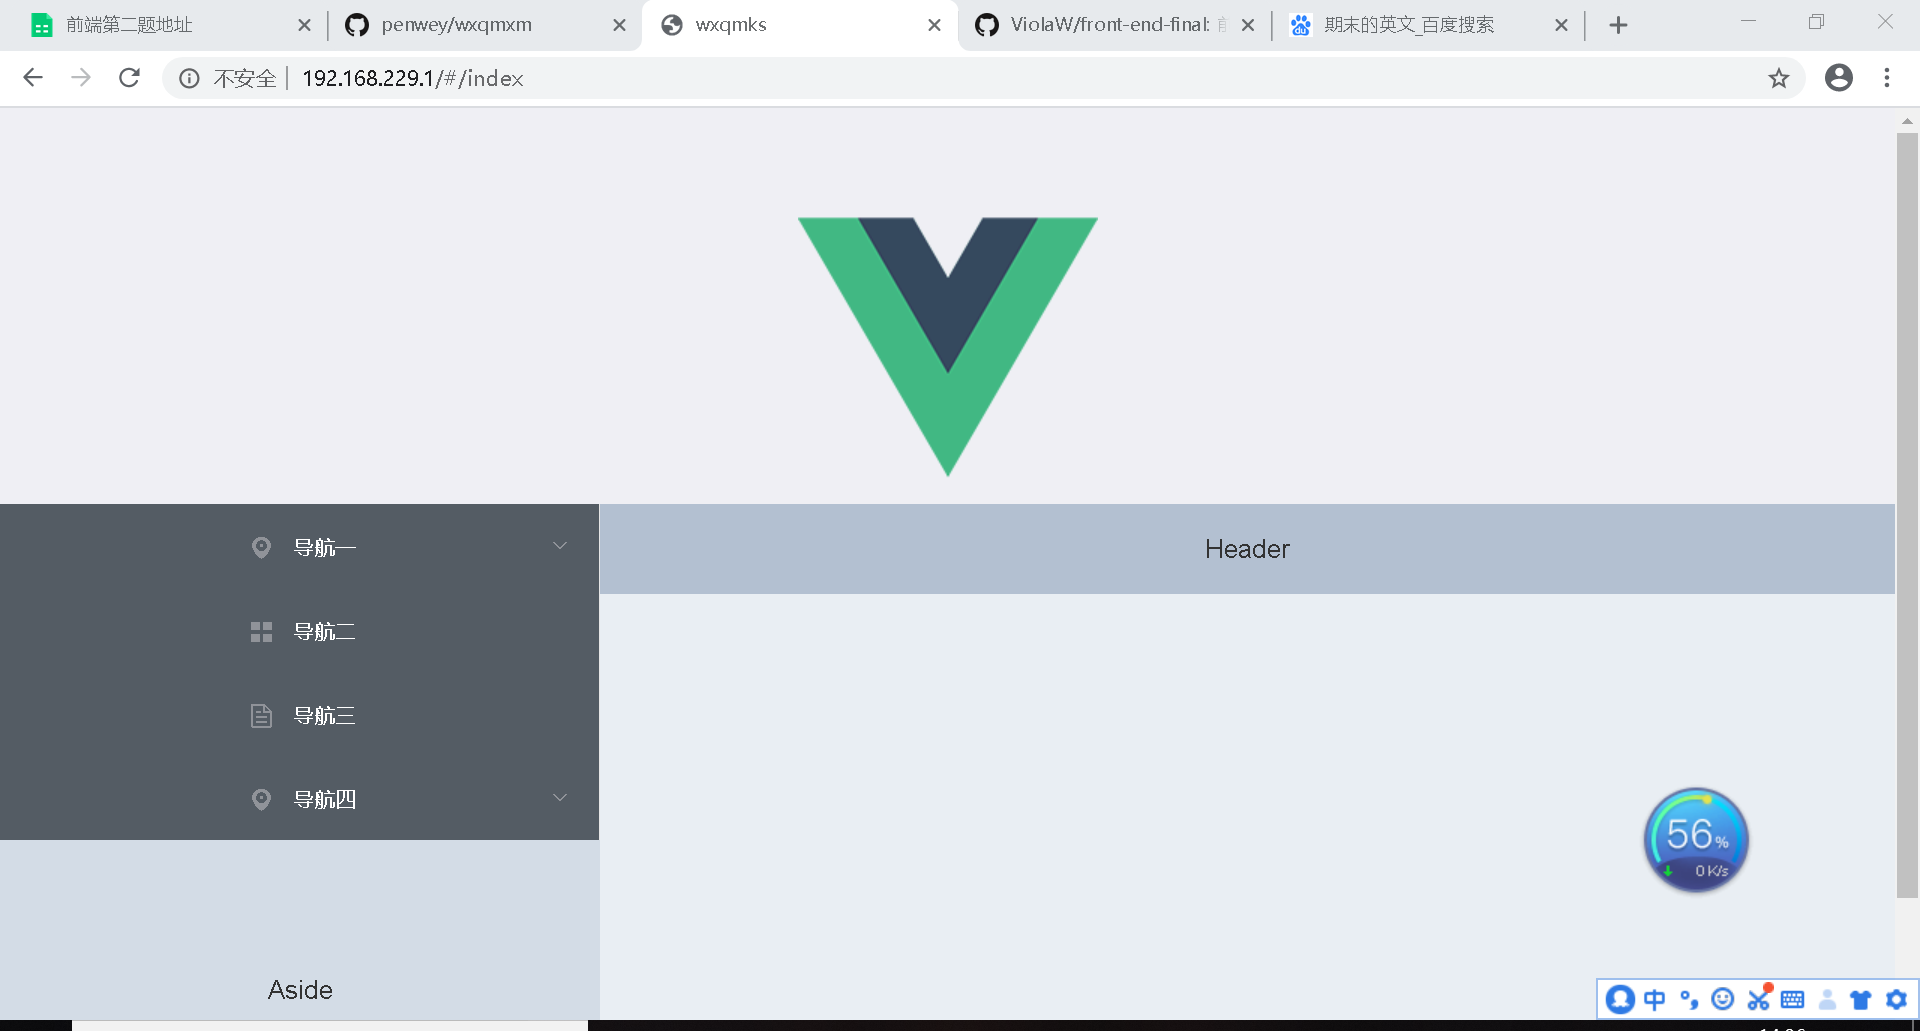 前端第二题地址
penwey/wxqmxm
wxqmks
ViolaW/front-end-final:
期末的英文_百度搜索
不安全
192.168.229.1/#/index
导航一
Header
导航二
导航三
导航四
56%
0K/s
Aside
中